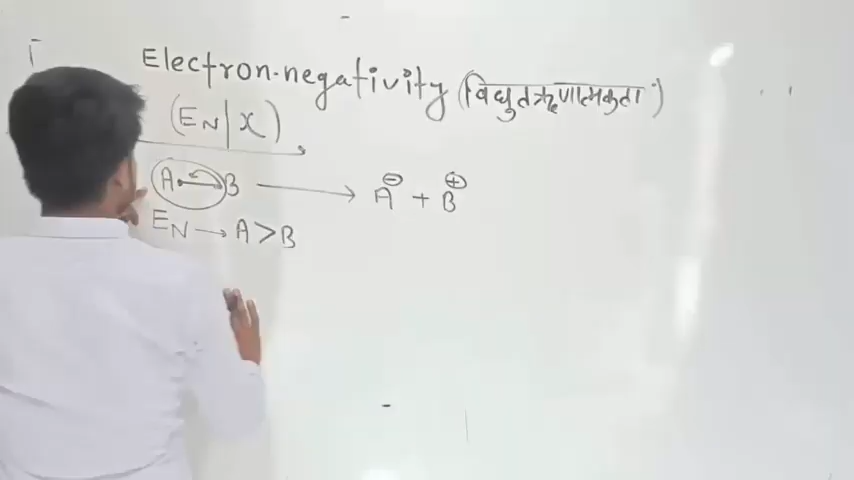 Electron-negativity (विधुतऋणात्मकता)
(EN|x)
A B ⟶ A⊖ + B⊕
EN → A > B